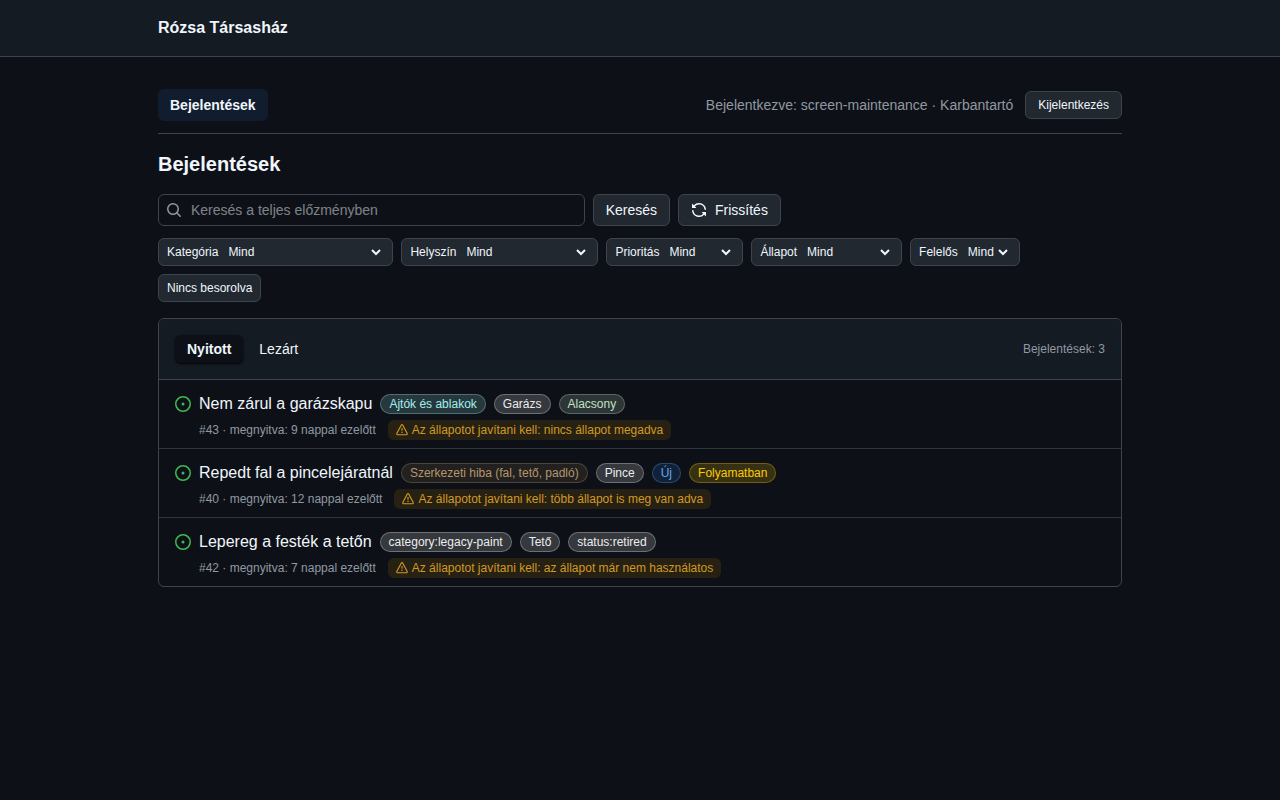 Rózsa Társasház
Bejelentések
Bejelentkezve: screen-maintenance · Karbantartó
Kijelentkezés
Bejelentések
Keresés a teljes előzményben
Keresés
Frissítés
Kategória Mind
Helyszín Mind
Prioritás Mind
Állapot Mind
Felelős Mind
Nincs besorolva
Nyitott
Lezárt
Bejelentések: 3
Nem zárul a garázskapu Ajtók és ablakok Garázs Alacsony
#43 · megnyitva: 9 nappal ezelőtt Az állapotot javítani kell: nincs állapot megadva
Repedt fal a pincelejáratnál Szerkezeti hiba (fal, tető, padló) Pince Új Folyamatban
#40 · megnyitva: 12 nappal ezelőtt Az állapotot javítani kell: több állapot is meg van adva
Lepereg a festék a tetőn category:legacy-paint Tető status:retired
#42 · megnyitva: 7 nappal ezelőtt Az állapotot javítani kell: az állapot már nem használatos